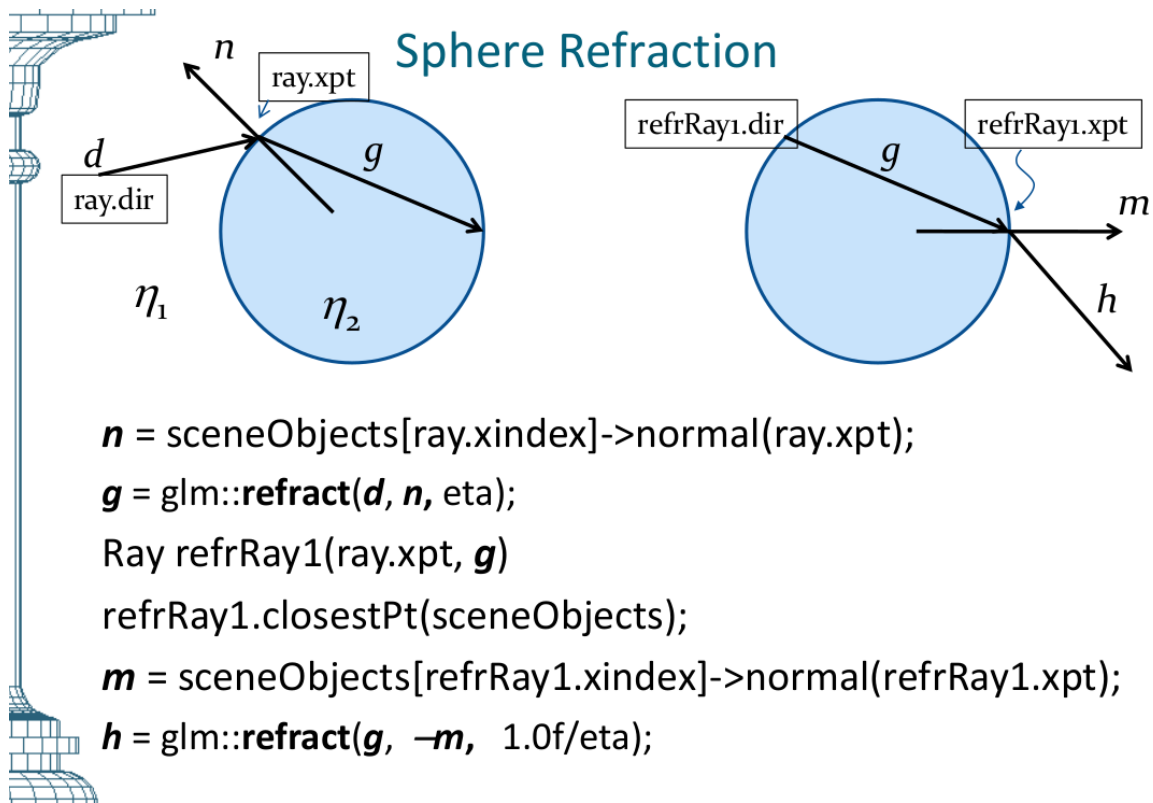 Sphere Refraction
n
ray.xpt
d
ray.dir
g
η1
η2
refrRay1.dir
g
refrRay1.xpt
m
h
n = sceneObjects[ray.xindex]->normal(ray.xpt);
g = glm::refract(d, n, eta);
Ray refrRay1(ray.xpt, g)
refrRay1.closestPt(sceneObjects);
m = sceneObjects[refrRay1.xindex]->normal(refrRay1.xpt);
h = glm::refract(g, –m, 1.0f/eta);